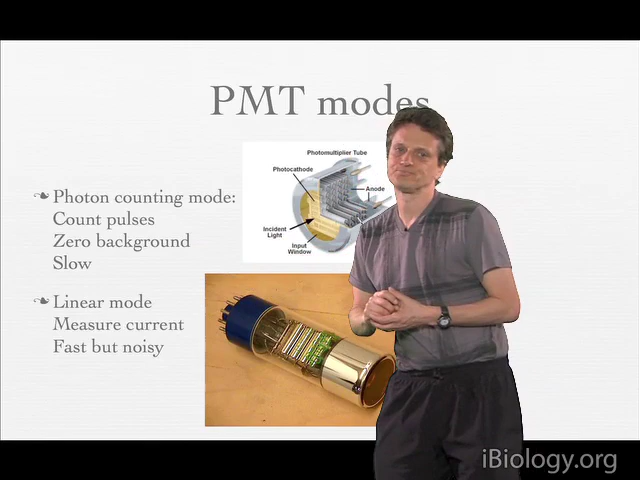 PMT modes
Photon counting mode:
Count pulses
Zero background
Slow
Linear mode
Measure current
Fast but noisy
Photomultiplier Tube
Photocathode
Anode
Incident
Light
Input
Window
iBiology.org